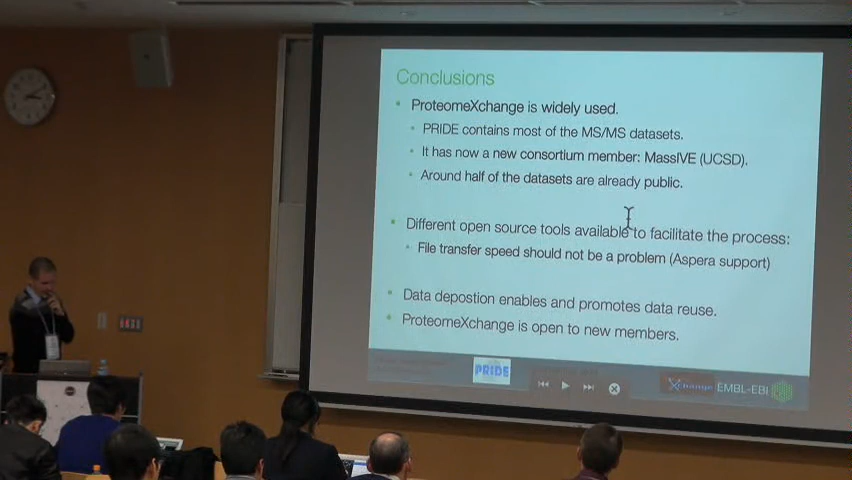 Conclusions
ProteomeXchange is widely used.
PRIDE contains most of the MS/MS datasets.
It has now a new consortium member: MassIVE (UCSD).
Around half of the datasets are already public.
Different open source tools available to facilitate the process:
File transfer speed should not be a problem (Aspera support)
Data depostion enables and promotes data reuse.
ProteomeXchange is open to new members.
PRIDE
Xchange
EMBL-EBI